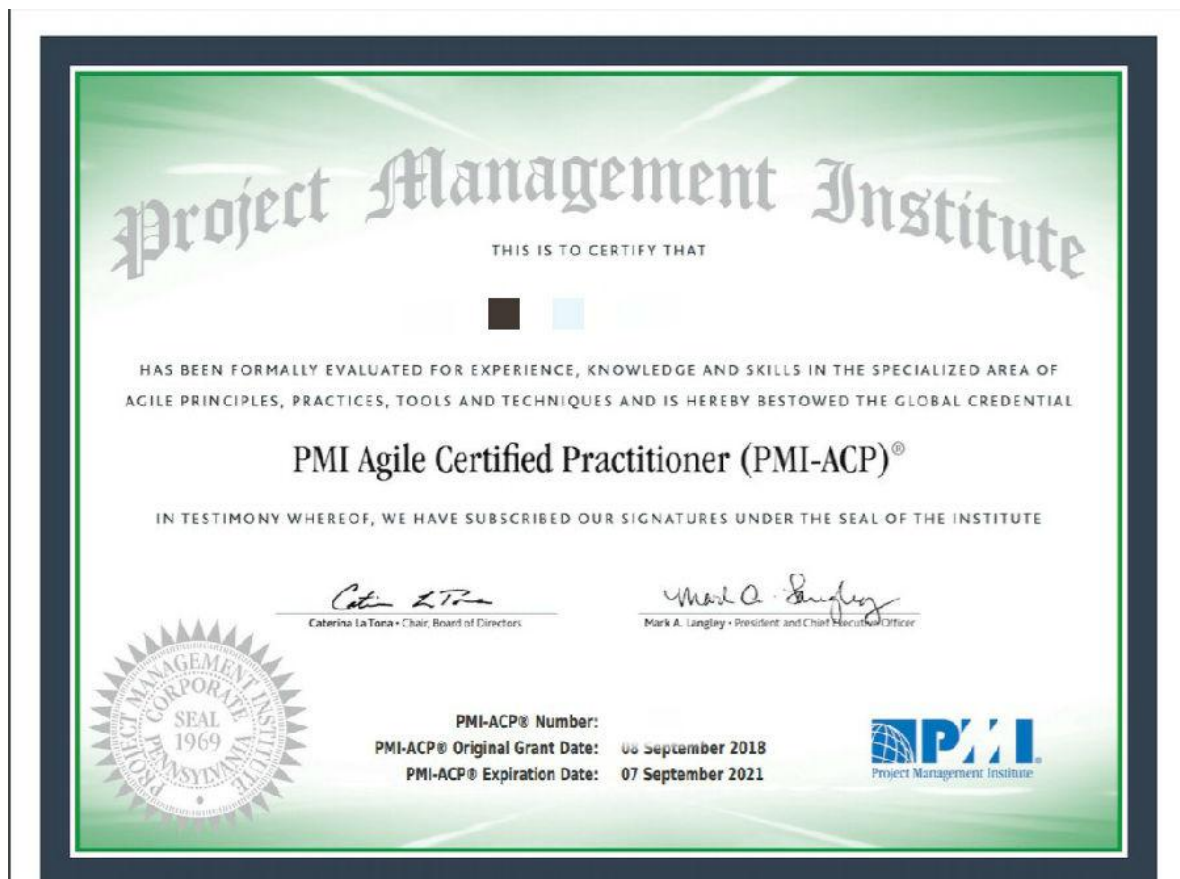 Project Management Institute
THIS IS TO CERTIFY THAT
HAS BEEN FORMALLY EVALUATED FOR EXPERIENCE, KNOWLEDGE AND SKILLS IN THE SPECIALIZED AREA OF
AGILE PRINCIPLES, PRACTICES, TOOLS AND TECHNIQUES AND IS HEREBY BESTOWED THE GLOBAL CREDENTIAL
PMI Agile Certified Practitioner (PMI-ACP)®
IN TESTIMONY WHEREOF, WE HAVE SUBSCRIBED OUR SIGNATURES UNDER THE SEAL OF THE INSTITUTE
Caterina La Tona • Chair, Board of Directors
Mark A. Langley • President and Chief Executive Officer
PROJECT MANAGEMENT INSTITUTE
CORPORATE
SEAL
1969
PENNSYLVANIA
PMI-ACP® Number:
PMI-ACP® Original Grant Date: 08 September 2018
PMI-ACP® Expiration Date: 07 September 2021
PMI
Project Management Institute